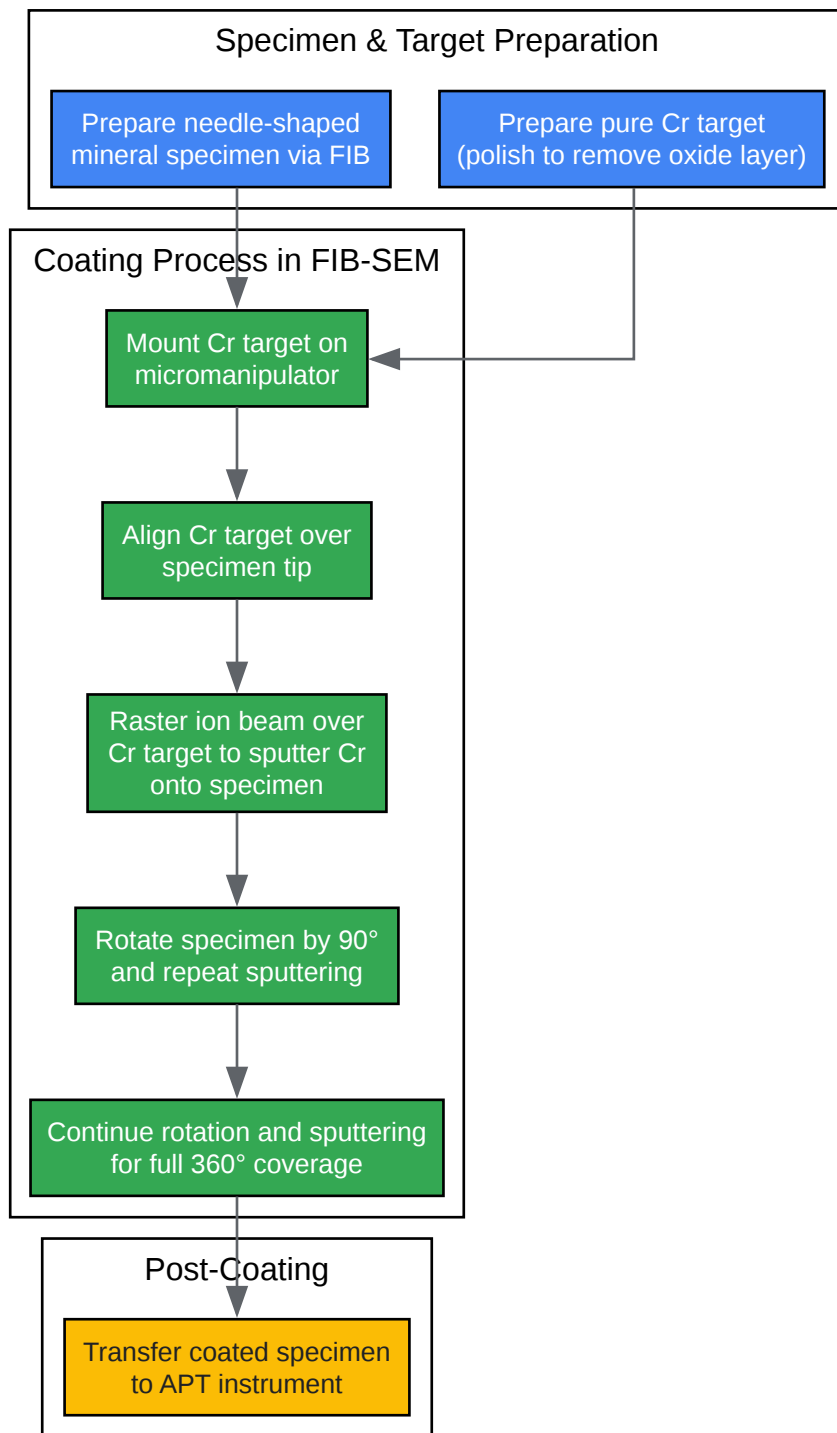 Specimen & Target Preparation
Prepare needle-shaped
mineral specimen via FIB
Prepare pure Cr target
(polish to remove oxide layer)
Coating Process in FIB-SEM
Mount Cr target on
micromanipulator
Align Cr target over
specimen tip
Raster ion beam over
Cr target to sputter Cr
onto specimen
Rotate specimen by 90°
and repeat sputtering
Continue rotation and sputtering
for full 360° coverage
Post-Coating
Transfer coated specimen
to APT instrument